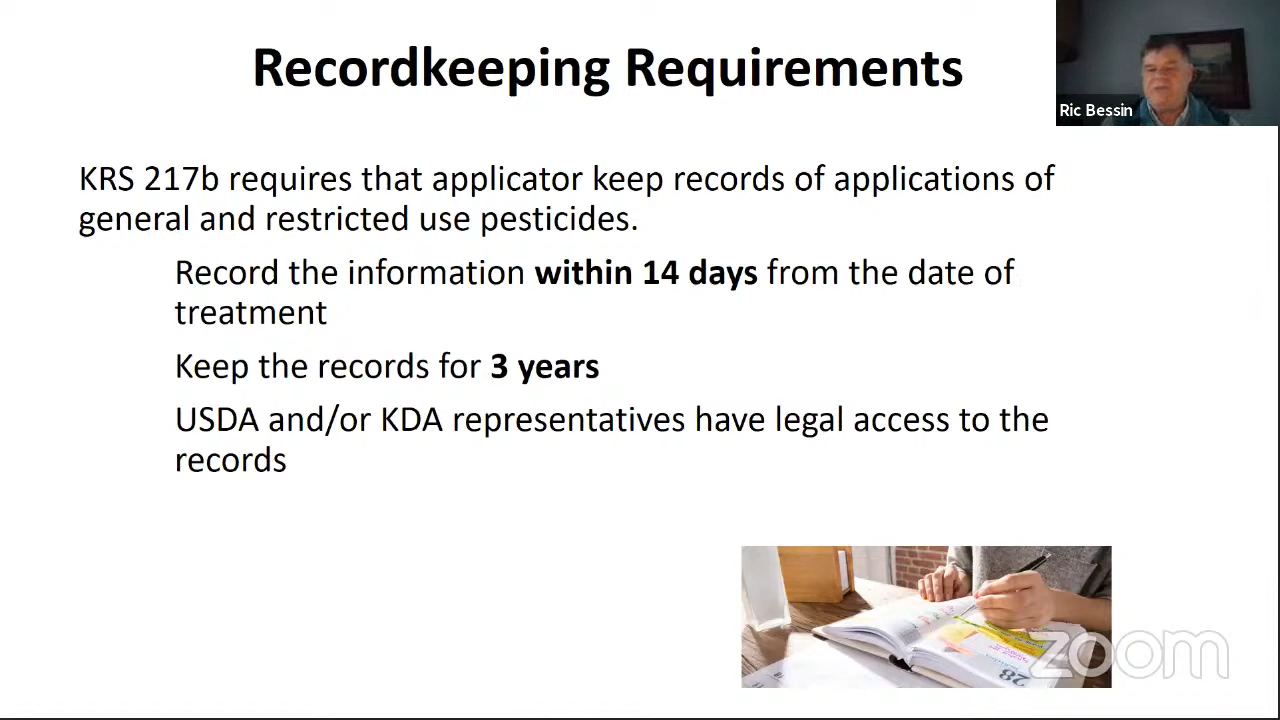 Recordkeeping Requirements
Ric Bessin
KRS 217b requires that applicator keep records of applications of
general and restricted use pesticides.
Record the information within 14 days from the date of
treatment
Keep the records for 3 years
USDA and/or KDA representatives have legal access to the
records
28
zoom